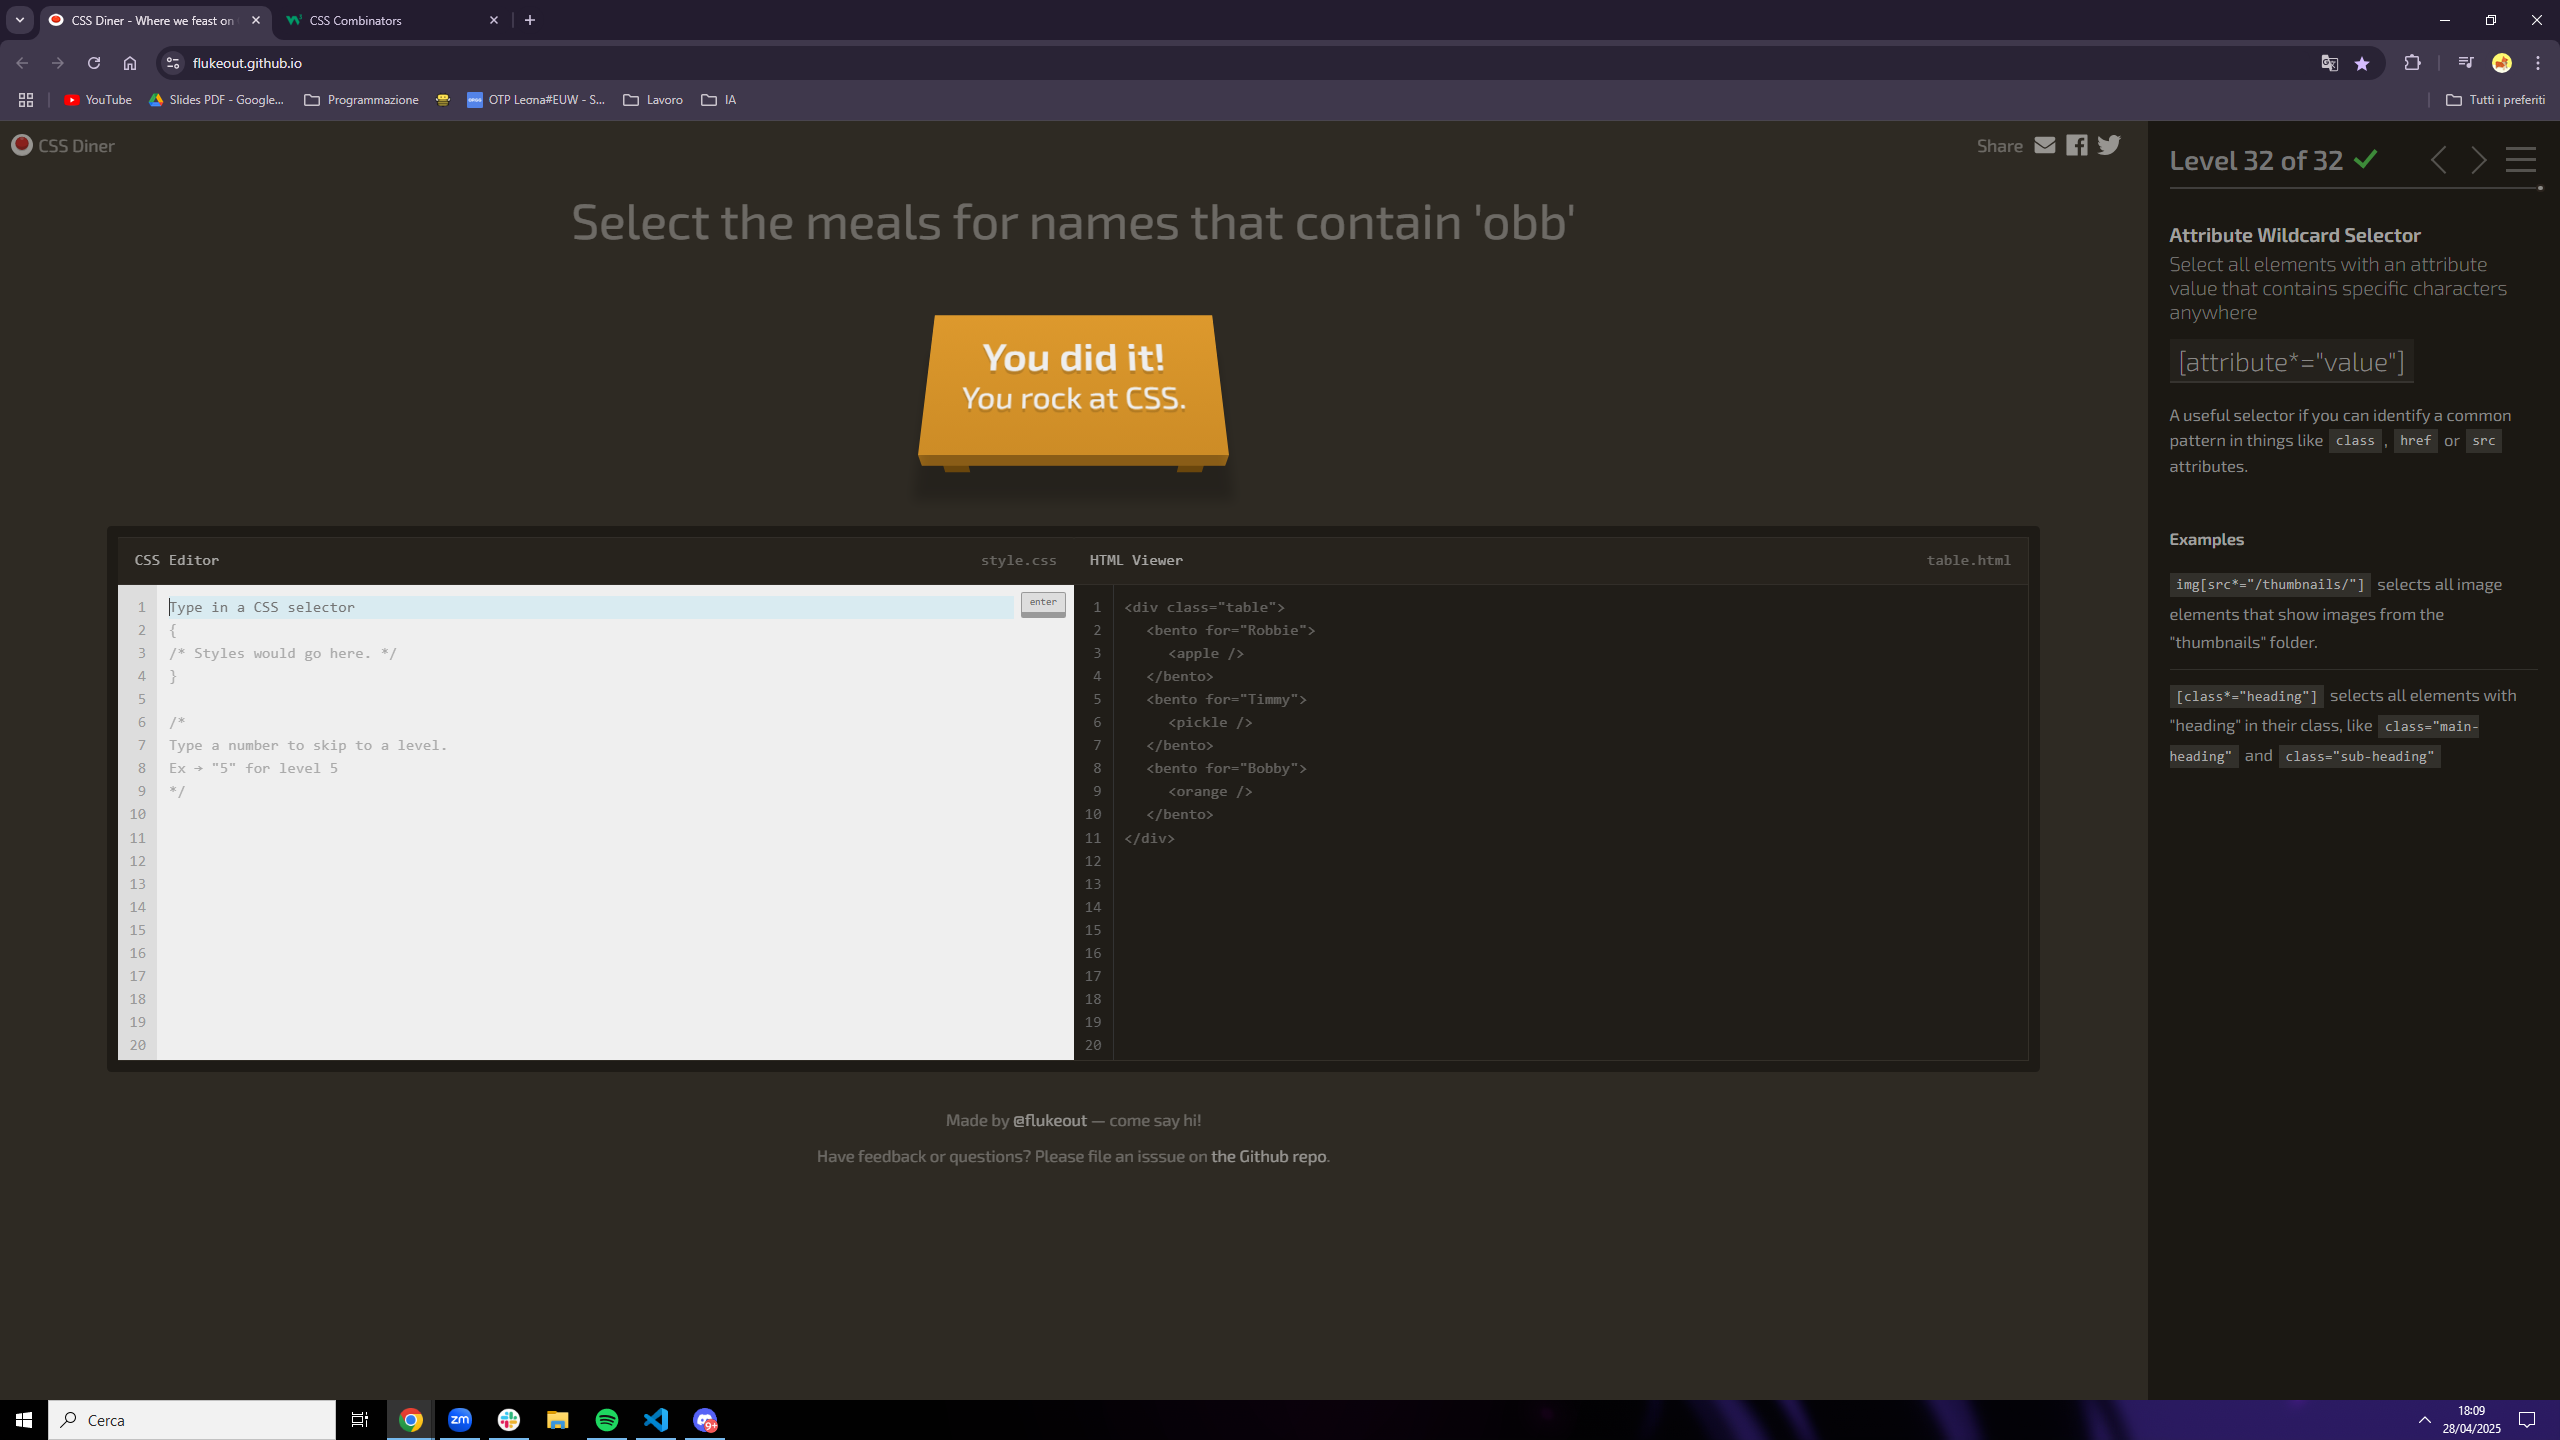 CSS Diner - Where we feast on
CSS Combinators
flukeout.github.io
YouTube
Slides PDF - Google...
Programmazione
OTP Leona#EUW - S...
Lavoro
IA
Tutti i preferiti
CSS Diner
Share
Select the meals for names that contain 'obb'
You did it!
You rock at CSS.
CSS Editor
style.css
1 Type in a CSS selector
enter
2 {
3 /* Styles would go here. */
4 }
5
6 /*
7 Type a number to skip to a level.
8 Ex → "5" for level 5
9 */
10
11
12
13
14
15
16
17
18
19
20
HTML Viewer
table.html
1 <div class="table">
2 <bento for="Robbie">
3 <apple />
4 </bento>
5 <bento for="Timmy">
6 <pickle />
7 </bento>
8 <bento for="Bobby">
9 <orange />
10 </bento>
11 </div>
12
13
14
15
16
17
18
19
20
Made by @flukeout — come say hi!
Have feedback or questions? Please file an isssue on the Github repo.
Level 32 of 32
Attribute Wildcard Selector
Select all elements with an attribute
value that contains specific characters
anywhere
[attribute*="value"]
A useful selector if you can identify a common
pattern in things like class , href or src
attributes.
Examples
img[src*="/thumbnails/"] selects all image
elements that show images from the
"thumbnails" folder.
[class*="heading"] selects all elements with
"heading" in their class, like class="main-
heading" and class="sub-heading"
Cerca
zm
9+
18:09
28/04/2025